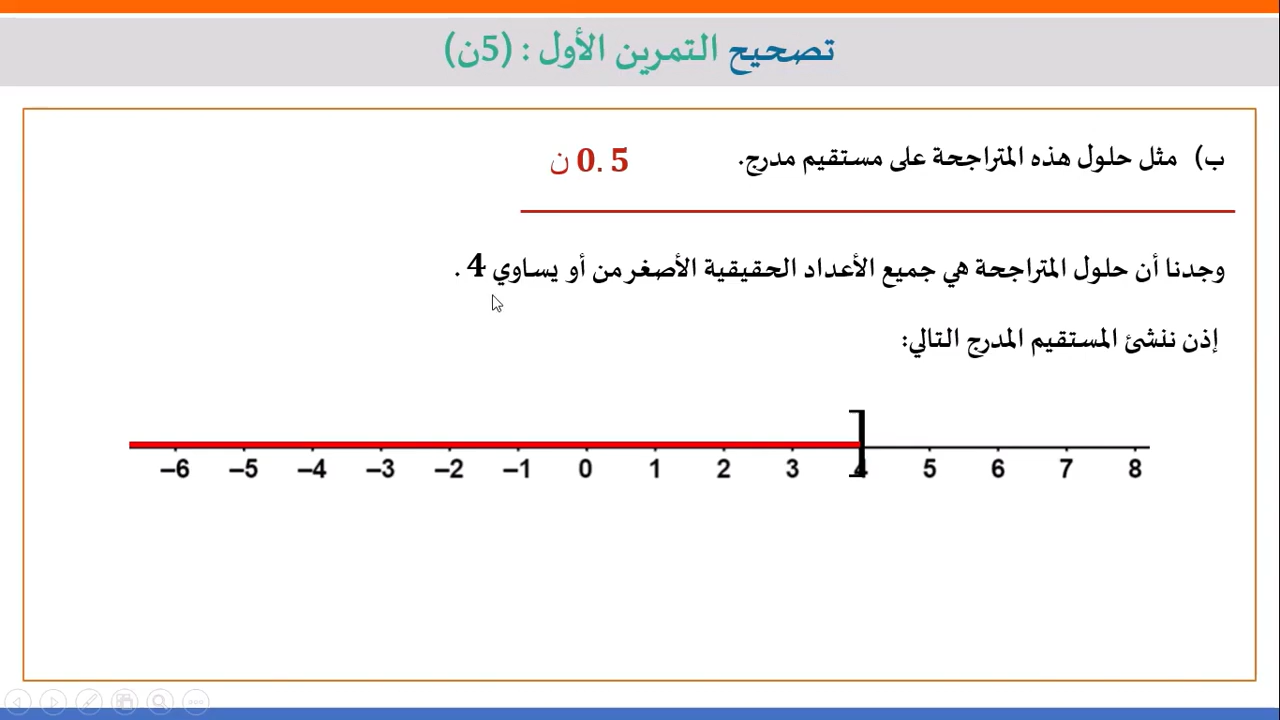 تصحيح التمرين الأول : (5ن)
ب) مثل حلول هذه المتراجحة على مستقيم مدرج. 0.5 ن
وجدنا أن حلول المتراجحة هي جميع الأعداد الحقيقية الأصغر من أو يساوي 4 .
إذن ننشئ المستقيم المدرج التالي:
–6 –5 –4 –3 –2 –1 0 1 2 3 4 5 6 7 8